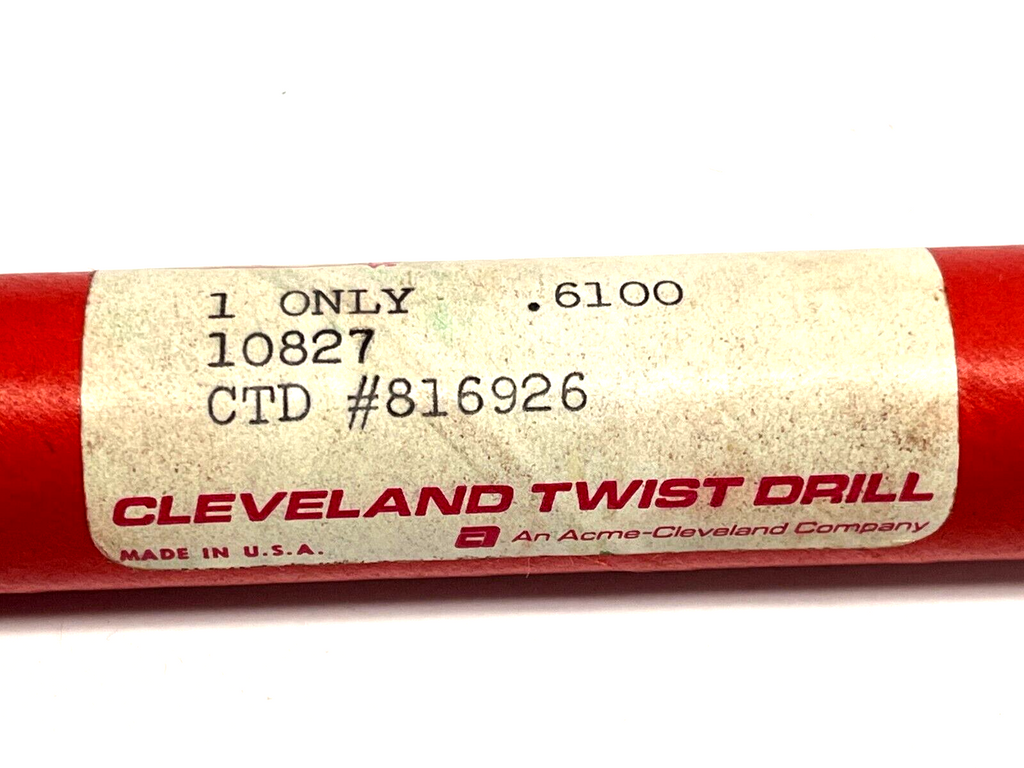 1 ONLY .6100
10827
CTD #816926
CLEVELAND TWIST DRILL
a An Acme-Cleveland Company
MADE IN U.S.A.